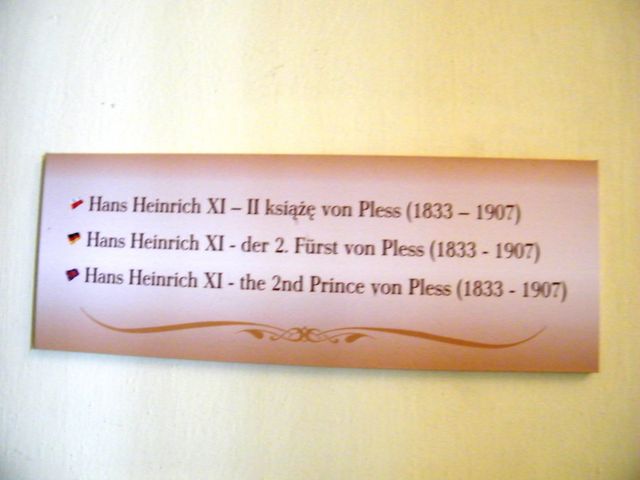 Hans Heinrich XI – II książę von Pless (1833 – 1907)
Hans Heinrich XI - der 2. Fürst von Pless (1833 - 1907)
Hans Heinrich XI - the 2nd Prince von Pless (1833 - 1907)